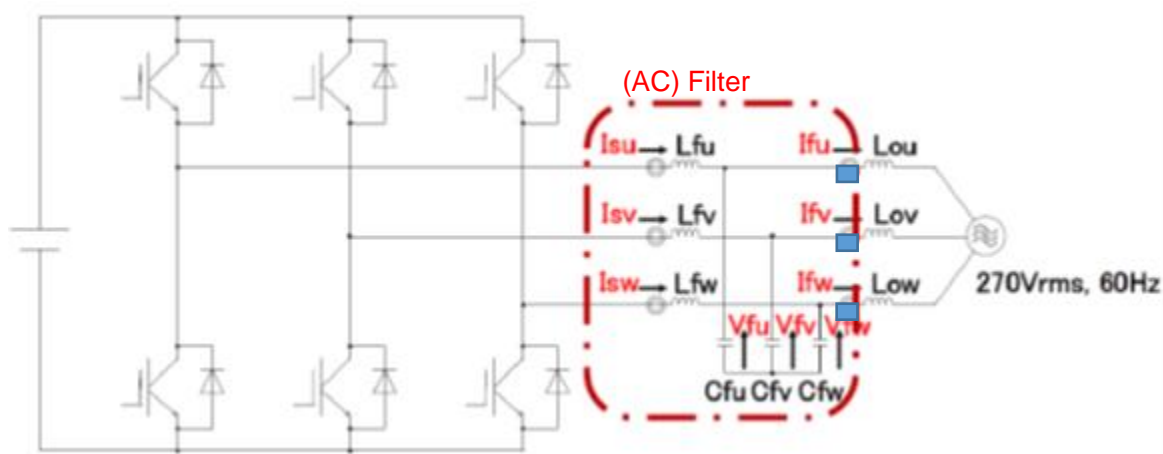 (AC) Filter
Isu Lfu Ifu Lou
Isv Lfv Ifv Lov
Isw Lfw Ifw Low
270Vrms, 60Hz
Vfu Vfv Vfw
Cfu Cfv Cfw